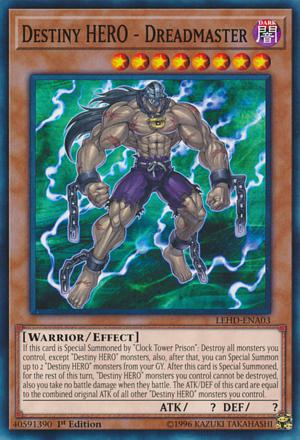 DESTINY HERO - DREADMASTER
DARK
闇
LEHD-ENA03
[WARRIOR/EFFECT]
If this card is Special Summoned by "Clock Tower Prison": Destroy all monsters you
control, except "Destiny HERO" monsters, also, after that, you can Special Summon
up to 2 "Destiny HERO" monsters from your GY. After this card is Special Summoned,
for the rest of this turn, "Destiny HERO" monsters you control cannot be destroyed,
also you take no battle damage when they battle. The ATK/DEF of this card are equal
to the combined original ATK of all other "Destiny HERO" monsters you control.
ATK/ ? DEF/ ?
40591390 1st Edition ©1996 KAZUKI TAKAHASHI